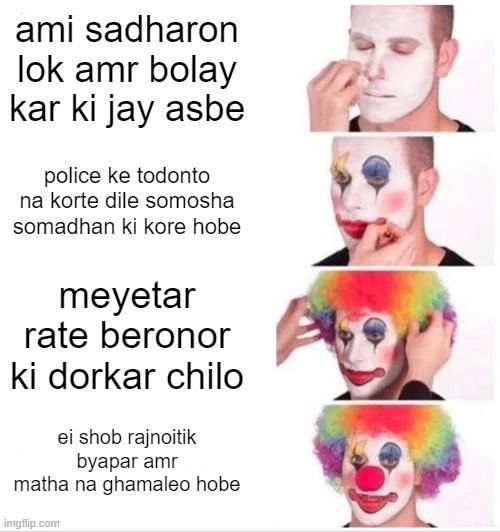 ami sadharon
lok amr bolay
kar ki jay asbe
police ke todonto
na korte dile somosha
somadhan ki kore hobe
meyetar
rate beronor
ki dorkar chilo
ei shob rajnoitik
byapar amr
matha na ghamaleo hobe
imgflip.com